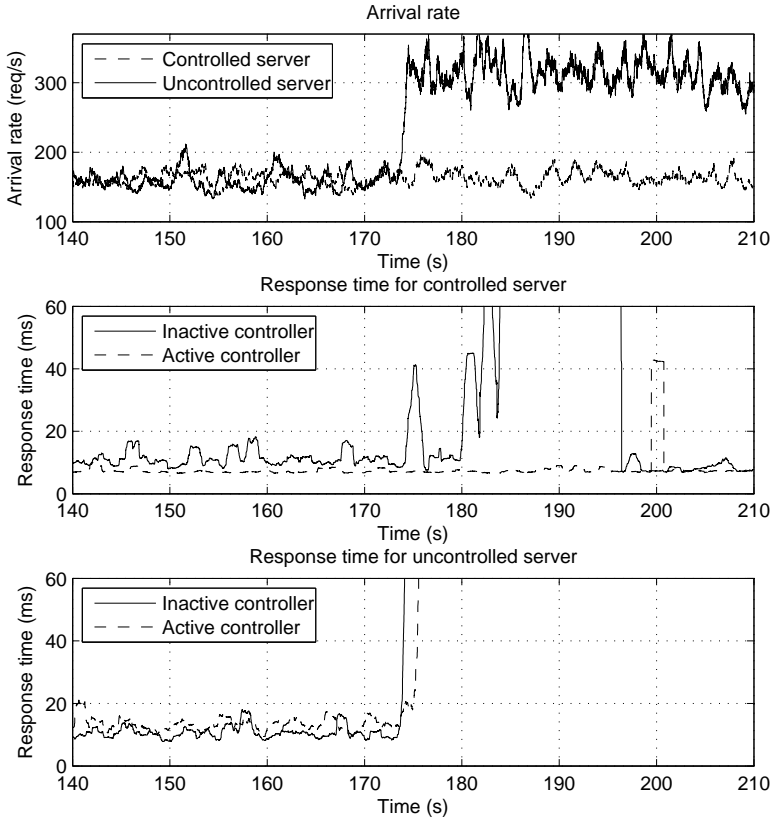 Arrival rate
Arrival rate (req/s)
300
200
100
Controlled server
Uncontrolled server
140 150 160 170 180 190 200 210
Time (s)
Response time for controlled server
Response time (ms)
60
40
20
0
Inactive controller
Active controller
140 150 160 170 180 190 200 210
Time (s)
Response time for uncontrolled server
Response time (ms)
60
40
20
0
Inactive controller
Active controller
140 150 160 170 180 190 200 210
Time (s)